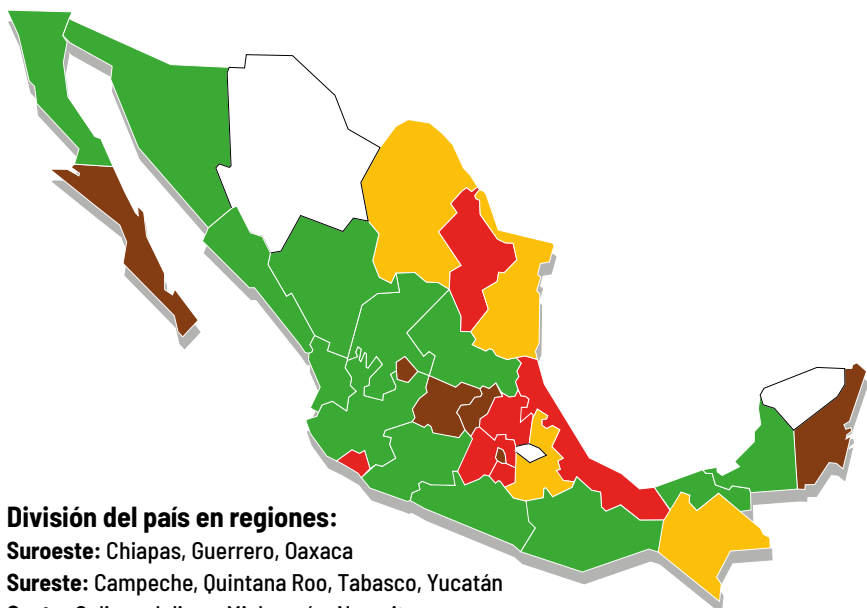 División del país en regiones:
Suroeste: Chiapas, Guerrero, Oaxaca
Sureste: Campeche, Quintana Roo, Tabasco, Yucatán